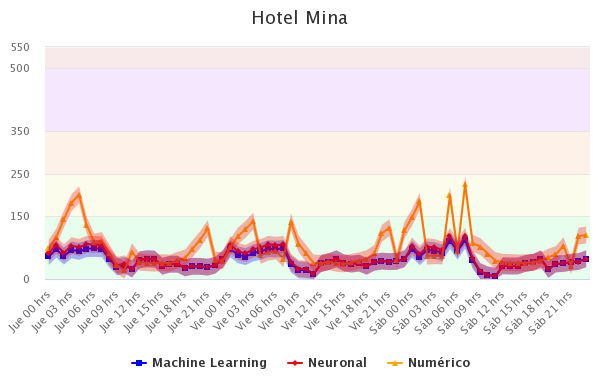 Hotel Mina
550
500
350
250
150
0
Jue 00 hrs
Jue 03 hrs
Jue 06 hrs
Jue 09 hrs
Jue 12 hrs
Jue 15 hrs
Jue 18 hrs
Jue 21 hrs
Vie 00 hrs
Vie 03 hrs
Vie 06 hrs
Vie 09 hrs
Vie 12 hrs
Vie 15 hrs
Vie 18 hrs
Vie 21 hrs
Sáb 00 hrs
Sáb 03 hrs
Sáb 06 hrs
Sáb 09 hrs
Sáb 12 hrs
Sáb 15 hrs
Sáb 18 hrs
Sáb 21 hrs
Machine Learning Neuronal Numérico